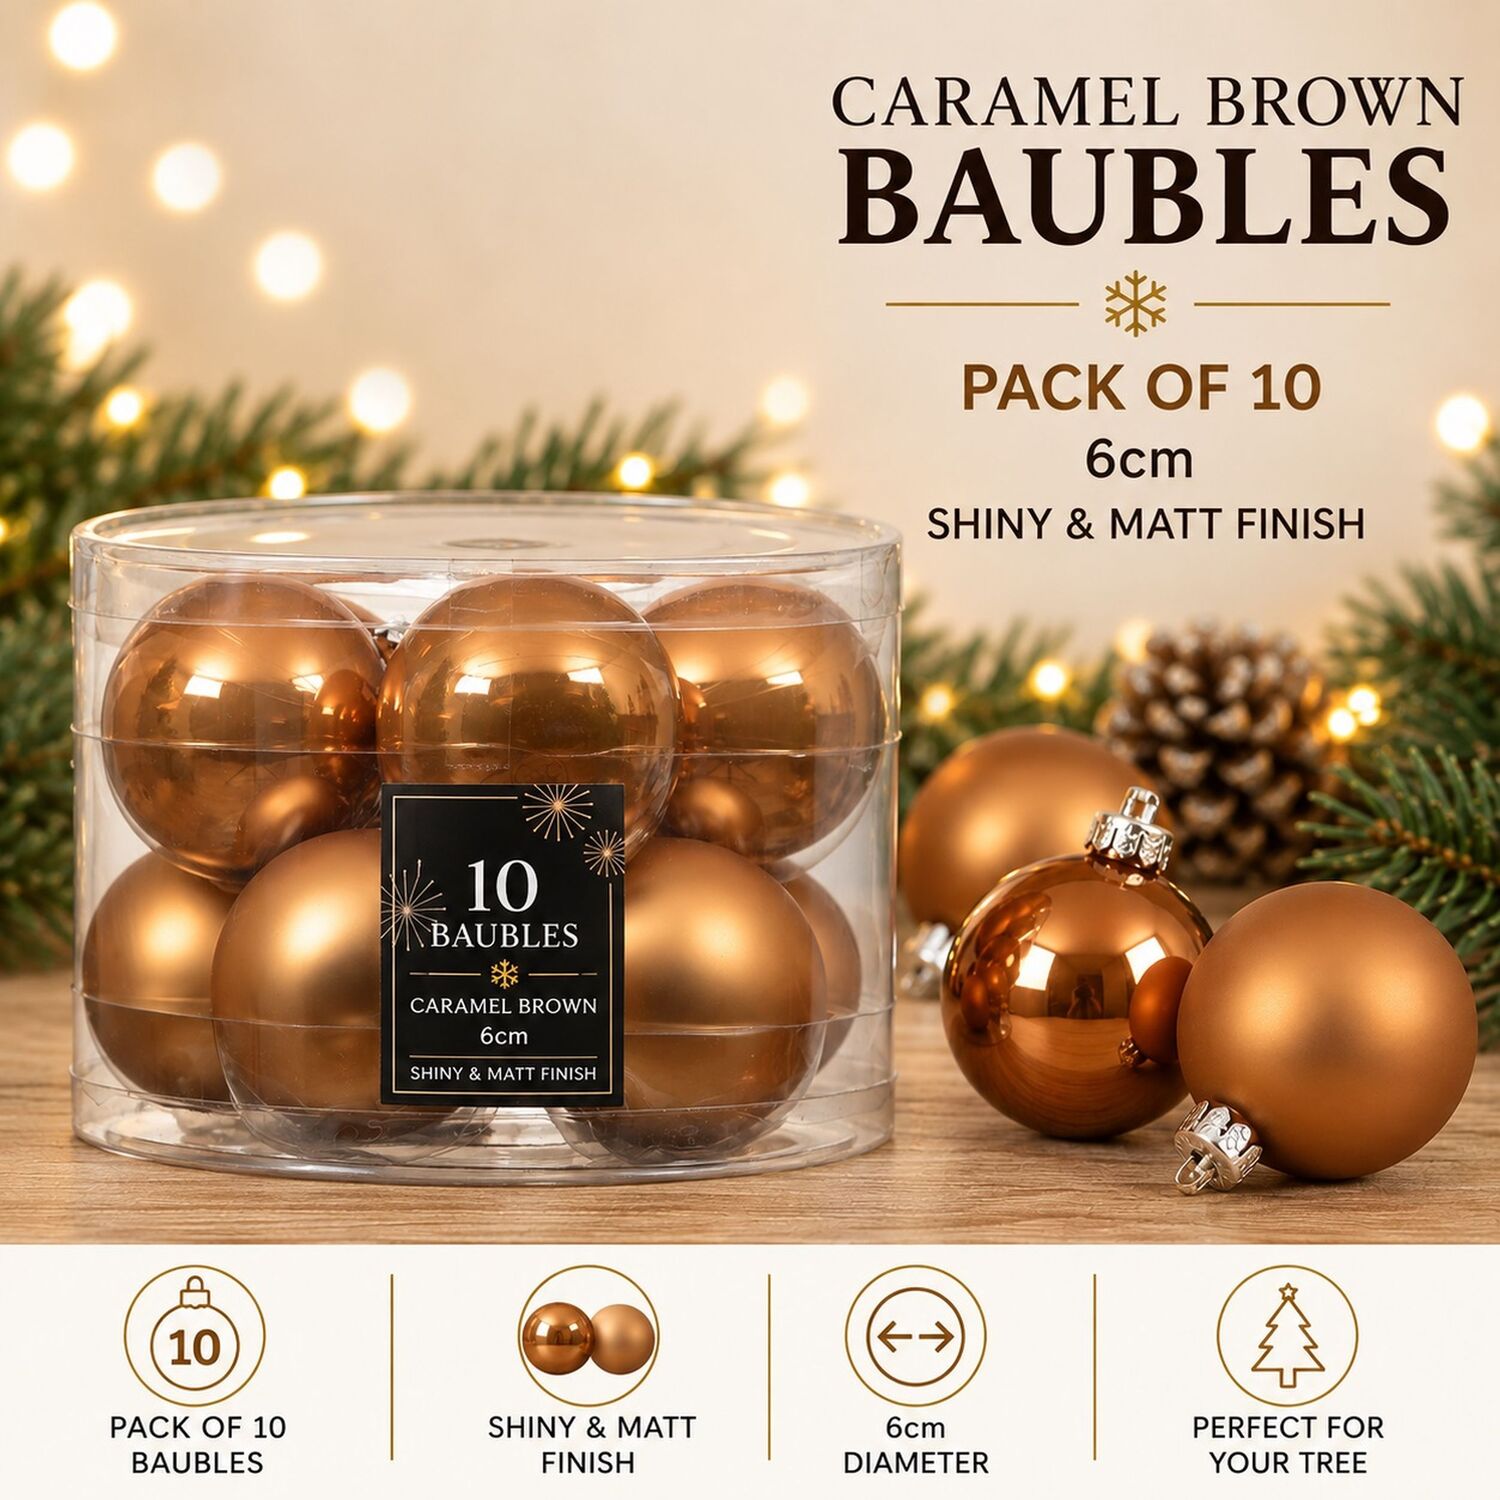 CARAMEL BROWN
BAUBLES
PACK OF 10
6cm
SHINY & MATT FINISH
10
BAUBLES
CARAMEL BROWN
6cm
SHINY & MATT FINISH
10
PACK OF 10
BAUBLES
SHINY & MATT
FINISH
6cm
DIAMETER
PERFECT FOR
YOUR TREE